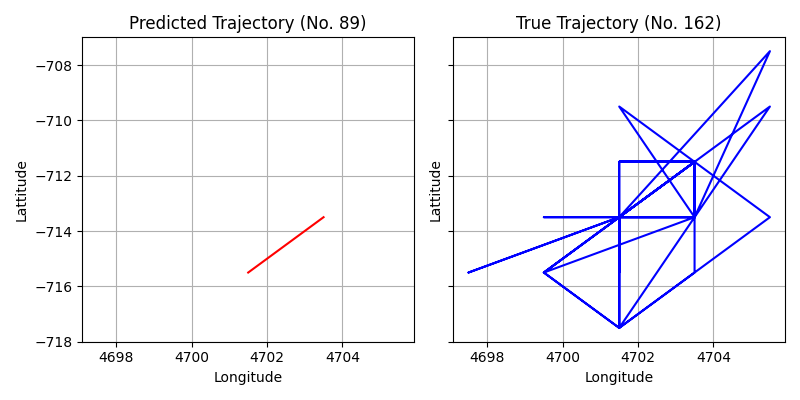 Predicted Trajectory (No. 89)
−708
−710
−712
−714
−716
−718
Lattitude
4698 4700 4702 4704
Longitude
True Trajectory (No. 162)
Lattitude
4698 4700 4702 4704
Longitude